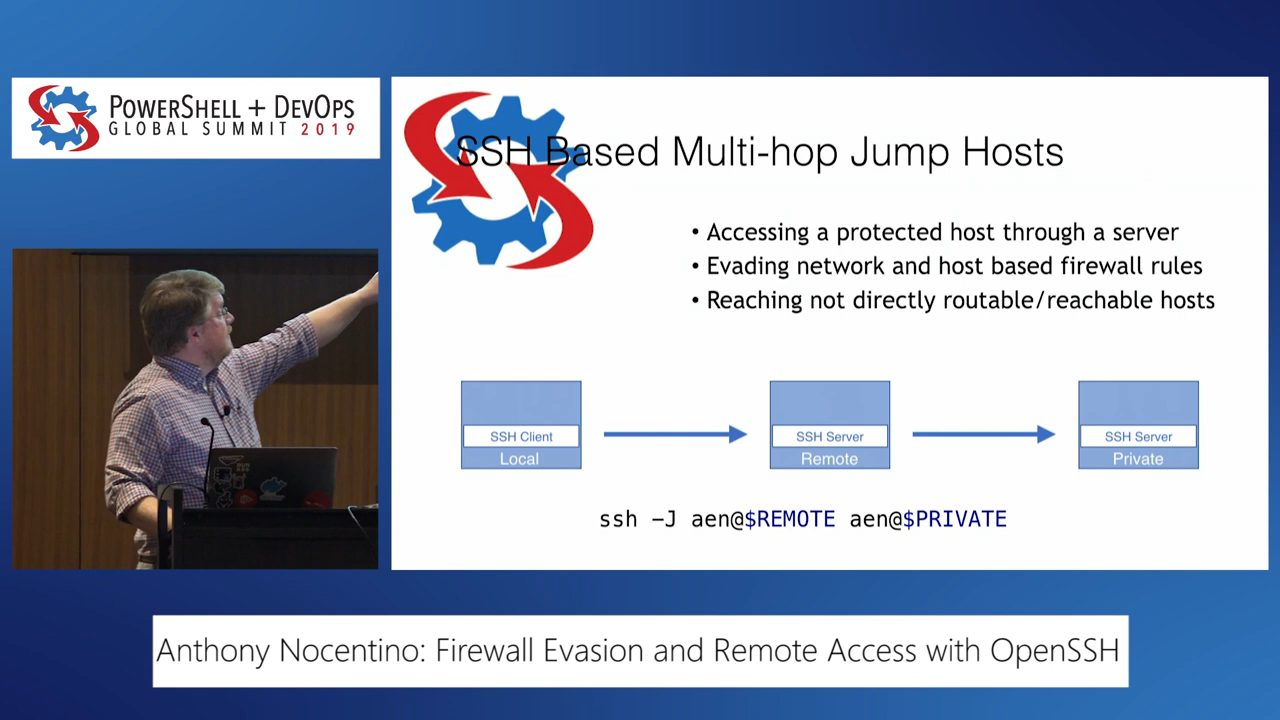 POWERSHELL + DEVOPS
GLOBAL SUMMIT 2019
SSH Based Multi-hop Jump Hosts
• Accessing a protected host through a server
• Evading network and host based firewall rules
• Reaching not directly routable/reachable hosts
SSH Client
Local
SSH Server
Remote
SSH Server
Private
ssh -J aen@$REMOTE aen@$PRIVATE
Anthony Nocentino: Firewall Evasion and Remote Access with OpenSSH